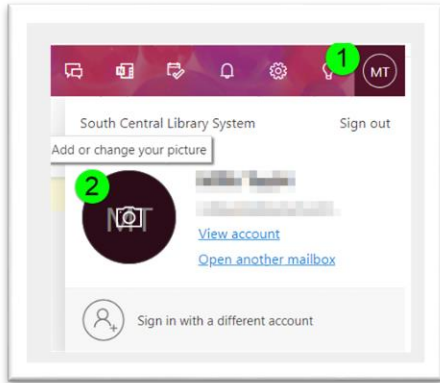 1
MT
South Central Library System Sign out
Add or change your picture
2
MT
View account
Open another mailbox
Sign in with a different account